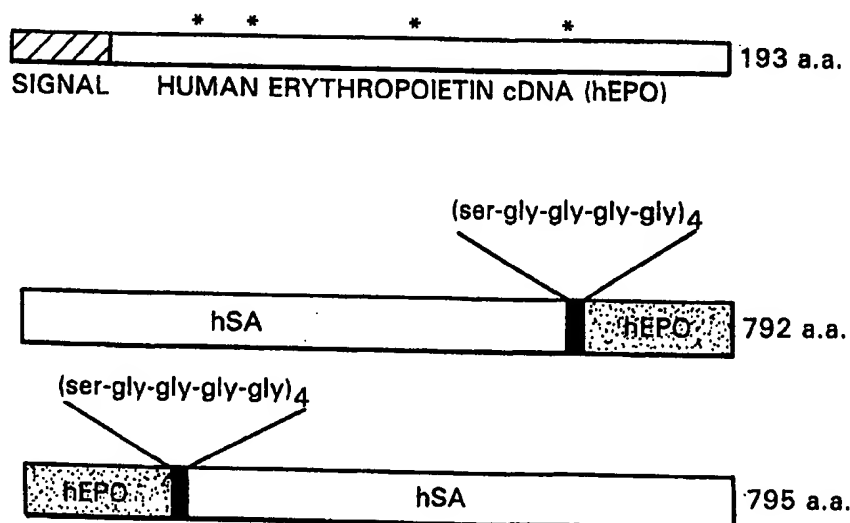 * * * *
193 a.a.
SIGNAL HUMAN ERYTHROPOIETIN cDNA (hEPO)
(ser-gly-gly-gly-gly)4
hSA hEPO 792 a.a.
(ser-gly-gly-gly-gly)4
hEPO hSA 795 a.a.